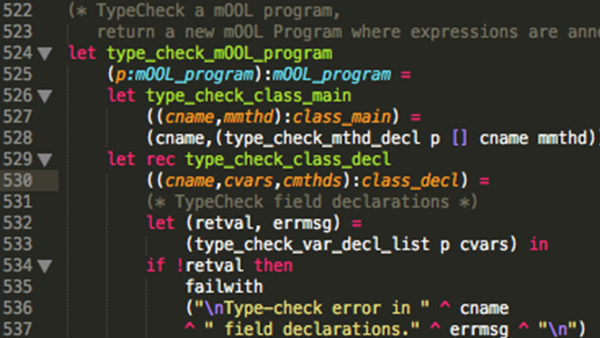 522 (* TypeCheck a mOOL program,
523 return a new mOOL Program where expressions are
524 let type_check_mOOL_program
525 (p:mOOL_program):mOOL_program =
526 let type_check_class_main
527 ((cname,mmthd):class_main) =
528 (cname,(type_check_mthd_decl p [] cname mmthd))
529 let rec type_check_class_decl
530 ((cname,cvars,cmthds):class_decl) =
531 (* TypeCheck field declarations *)
532 let (retval, errmsg) =
533 (type_check_var_decl_list p cvars) in
534 if !retval then
535 failwith
536 ("\nType-check error in " ^ cname
537 ^ " field declarations." ^ errmsg ^ "\n")